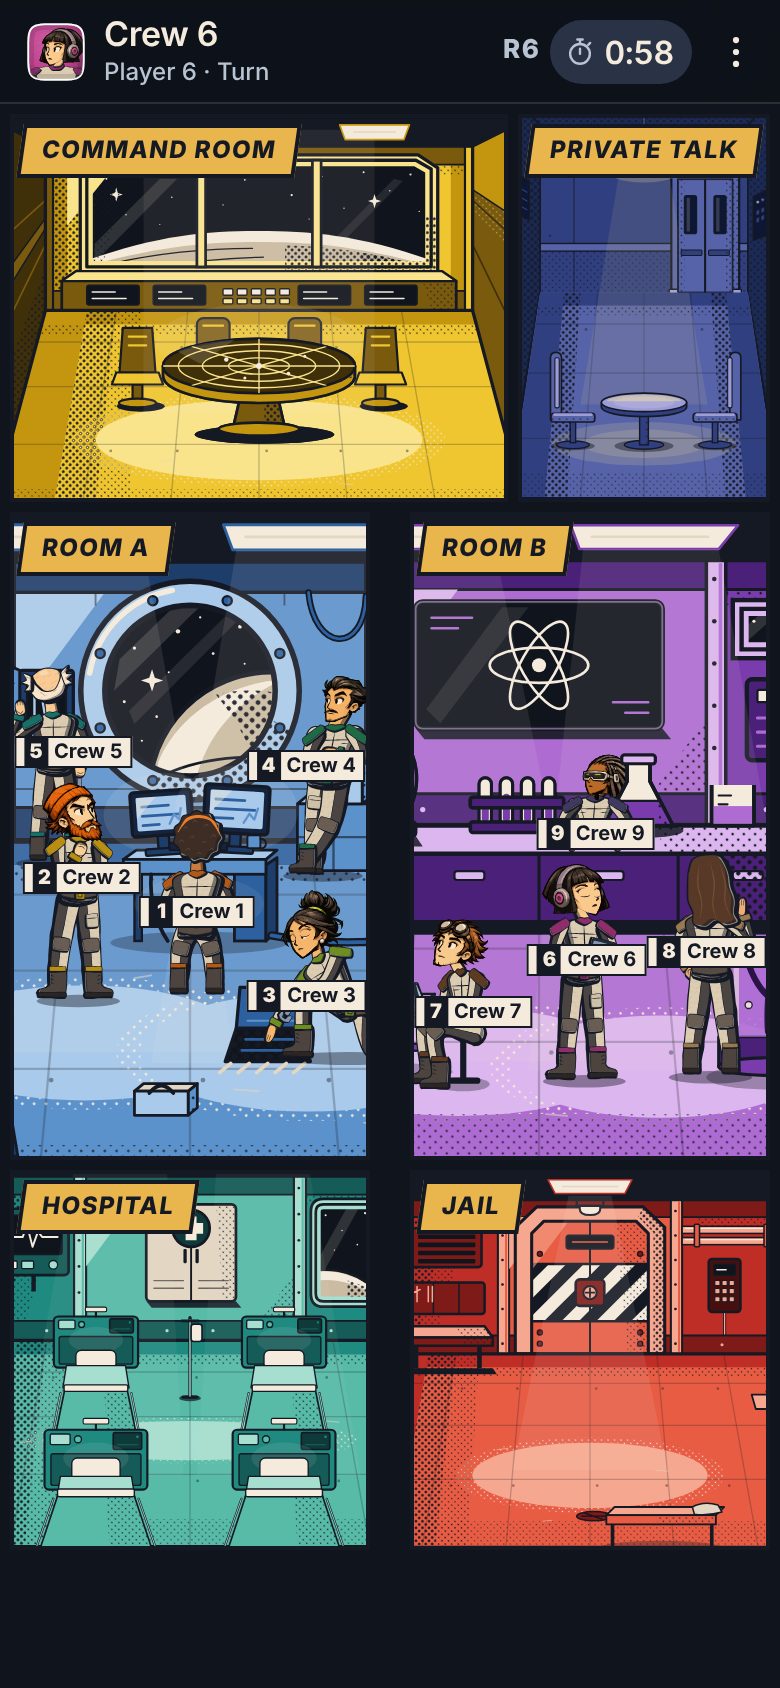 Crew 6
Player 6 · Turn
R6
0:58
COMMAND ROOM
PRIVATE TALK
ROOM A
ROOM B
5 Crew 5
4 Crew 4
2 Crew 2
1 Crew 1
3 Crew 3
9 Crew 9
6 Crew 6
8 Crew 8
7 Crew 7
HOSPITAL
JAIL